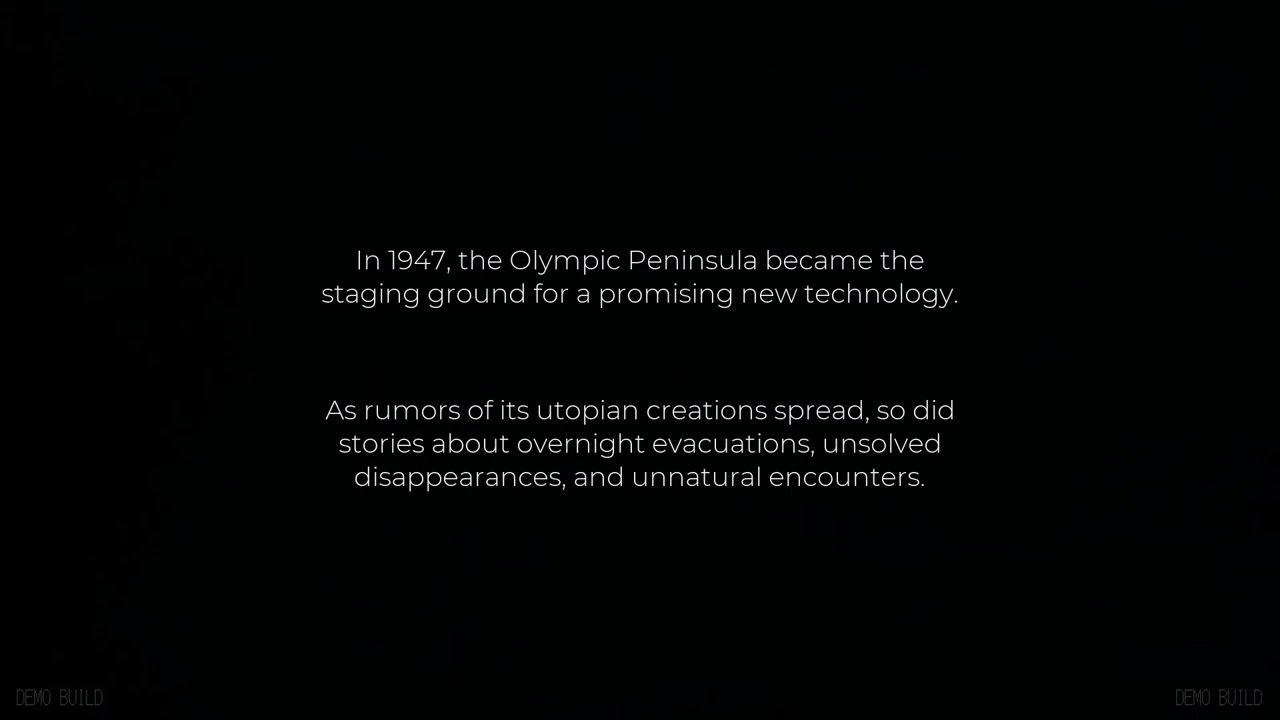 In 1947, the Olympic Peninsula became the
staging ground for a promising new technology.
As rumors of its utopian creations spread, so did
stories about overnight evacuations, unsolved
disappearances, and unnatural encounters.
DEMO BUILD
DEMO BUILD